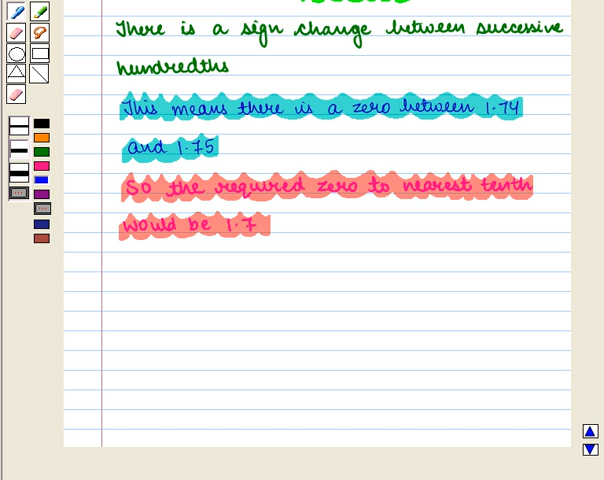 There is a sign change between successive
hundredths
This means there is a zero between 1.74
and 1.75
So the required zero to nearest tenth
would be 1.7